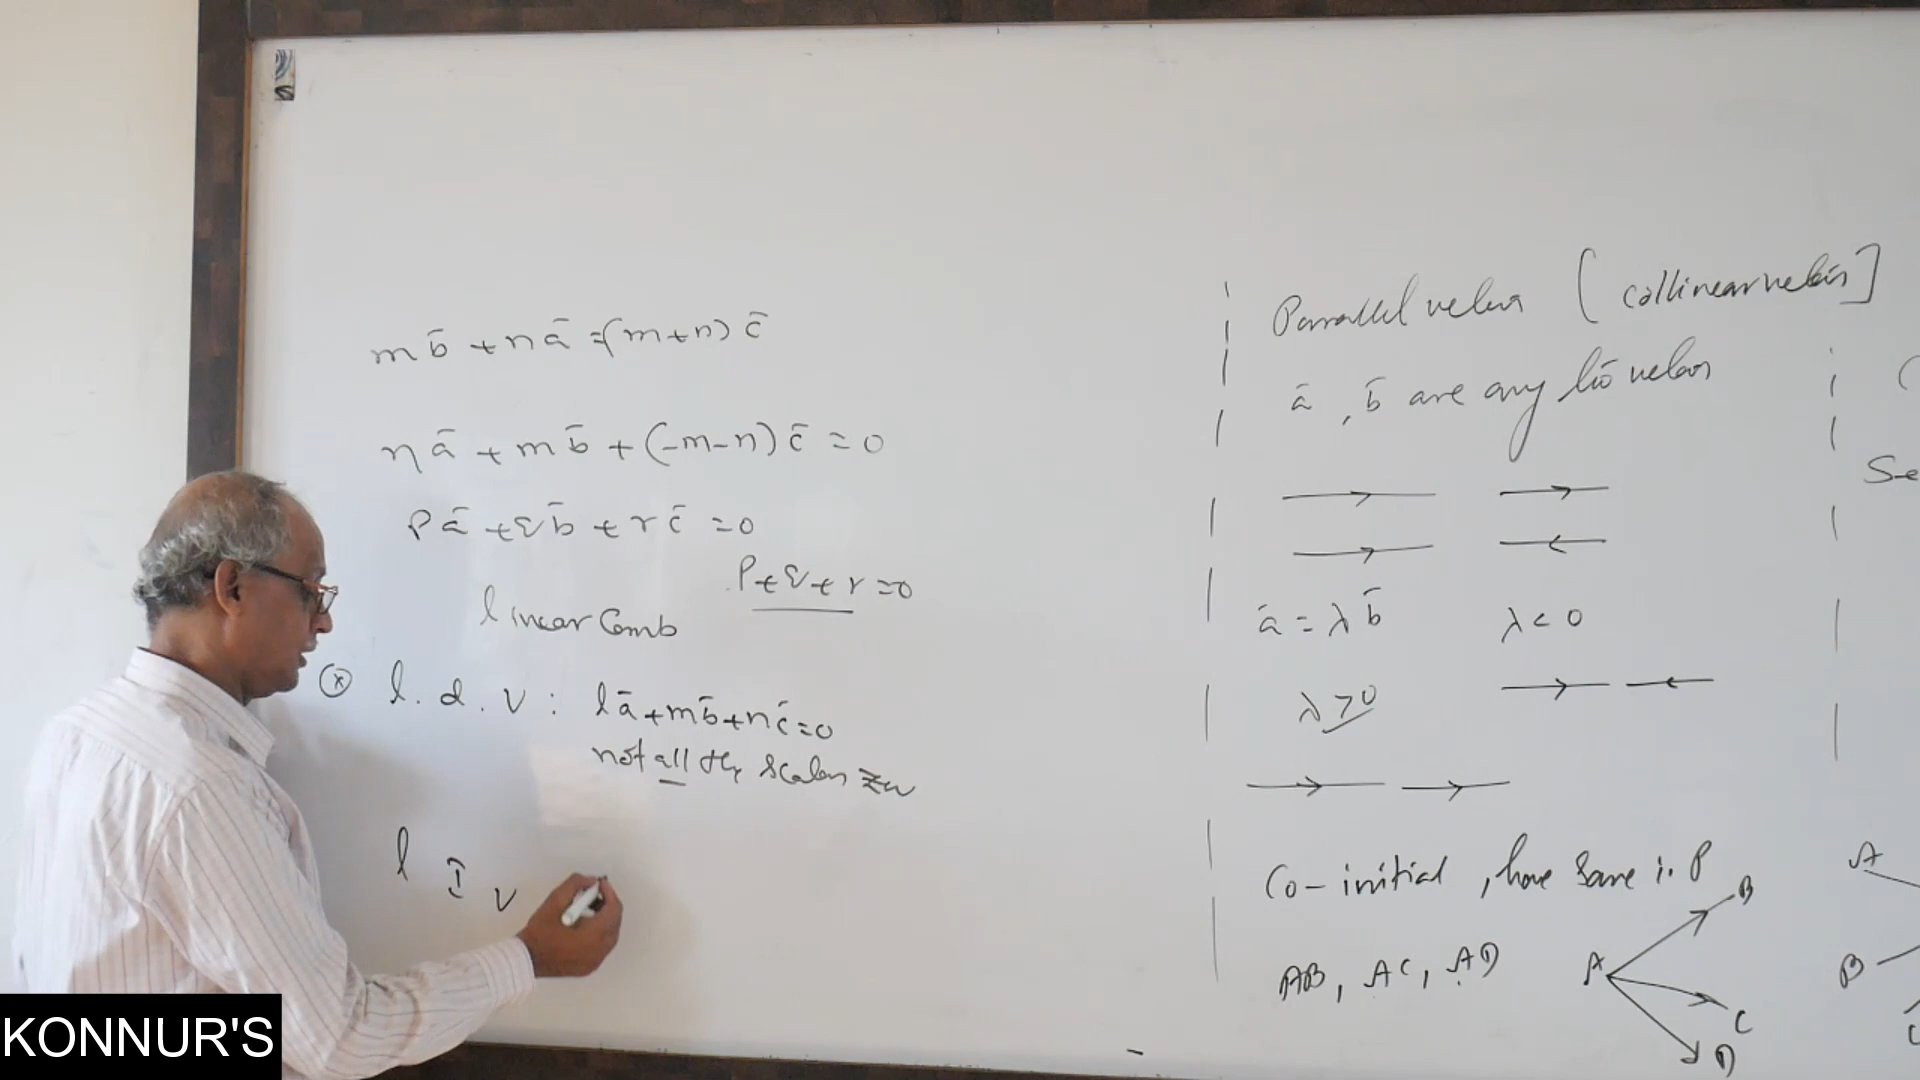 m b̄ + n ā = (m+n) c̄
n ā + m b̄ + (-m-n) c̄ = 0
p ā + q b̄ + r c̄ = 0
p + q + r = 0
linear Comb
(x) l. d. v : l ā + m b̄ + n c̄ = 0
not all the scalars zero
l I v
Parallel vectors [ collinear vectors ]
ā , b̄ are any two vectors
ā = λ b̄ λ < 0
λ > 0
Co-initial , have same i. P
AB, AC, AD
A B C D
Se
A
B
KONNUR'S